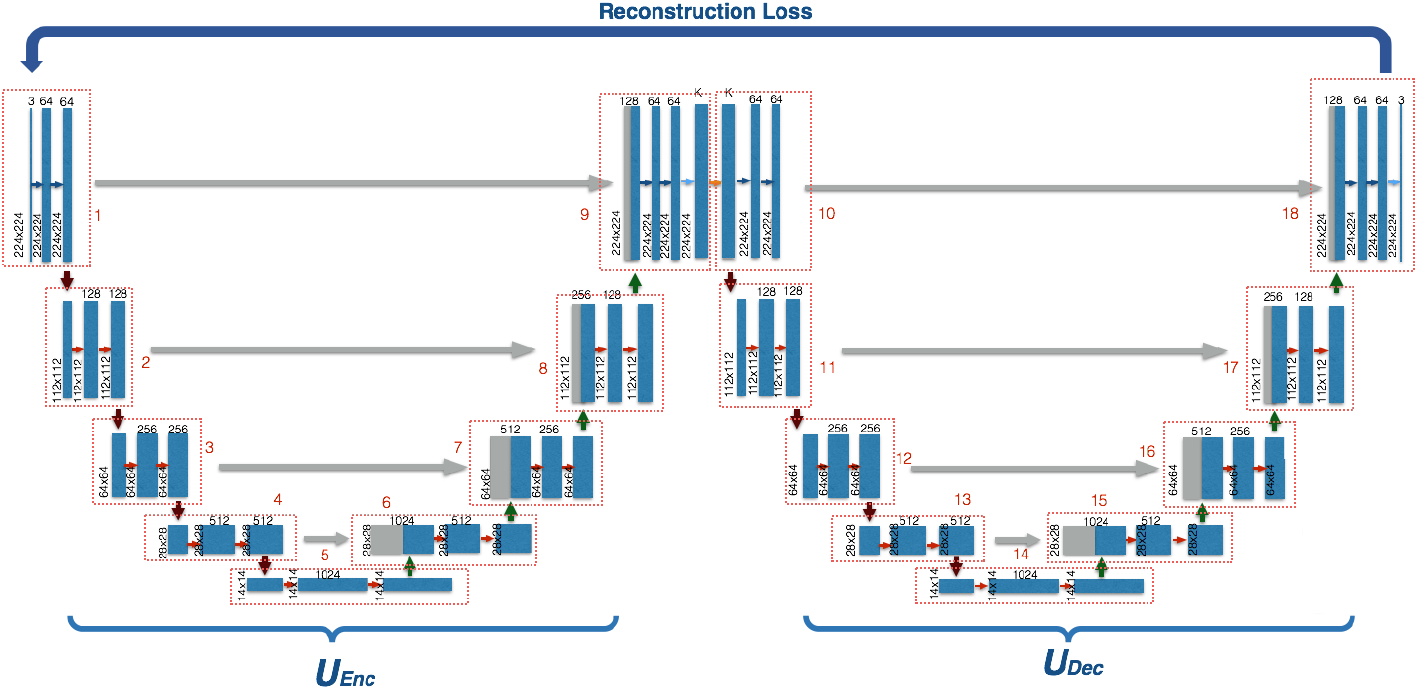 Reconstruction Loss
3 64 64
224x224 224x224 224x224
1
128 64 64 K
224x224 224x224 224x224 224x224
9
K 64 64
224x224 224x224
10
128 64 64 3
224x224 224x224 224x224 224x224
18
128 128
112x112 112x112 112x112
2
256 128
112x112 112x112 112x112
8
128 128
112x112 112x112 112x112
11
256 128
112x112 112x112 112x112
17
256 256
64x64 64x64 64x64
3
512 256
64x64 64x64 64x64
7
256 256
64x64 64x64 64x64
12
512 256
64x64 64x64 64x64
16
4
512 512
28x28 28x28 28x28
5
6
1024 512
28x28 28x28 28x28
13
512 512
28x28 28x28 28x28
14
15
1024 512
28x28 28x28 28x28
1024
14x14 14x14 14x14
1024
14x14 14x14 14x14
UEnc
UDec